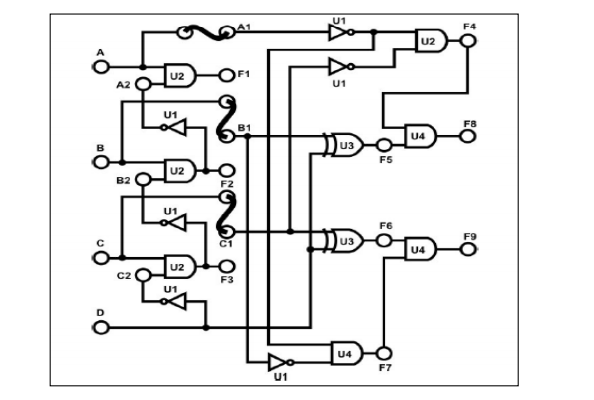 A1 U1 F4
A U2
U2 F1
A2 U1
U1 B1 U4 F8
U3
B F5
U2
B2 F2
U1 F6
C1 U3 F9
C U4
U2
C2 F3
U1
D
U4
F7
U1